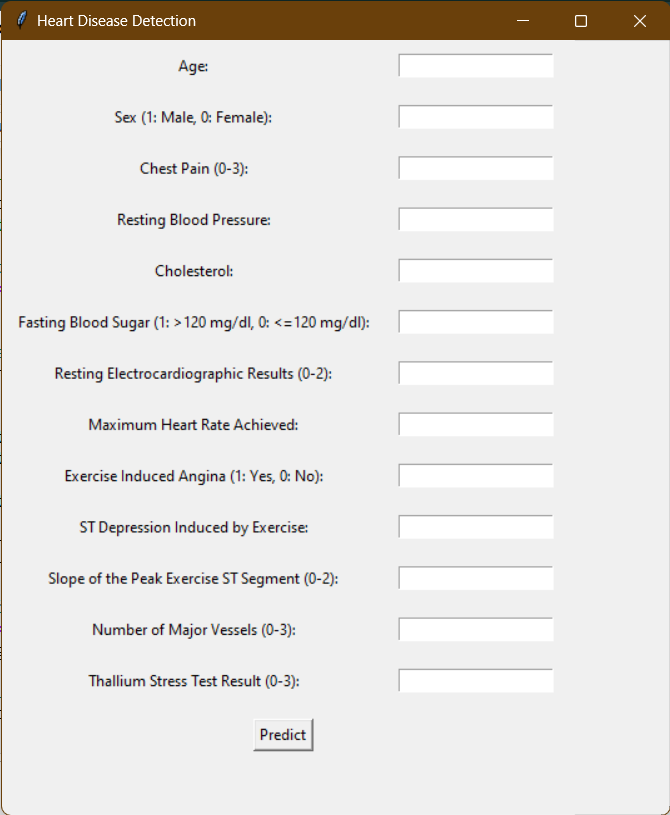 Heart Disease Detection
Age:
Sex (1: Male, 0: Female):
Chest Pain (0-3):
Resting Blood Pressure:
Cholesterol:
Fasting Blood Sugar (1: >120 mg/dl, 0: <=120 mg/dl):
Resting Electrocardiographic Results (0-2):
Maximum Heart Rate Achieved:
Exercise Induced Angina (1: Yes, 0: No):
ST Depression Induced by Exercise:
Slope of the Peak Exercise ST Segment (0-2):
Number of Major Vessels (0-3):
Thallium Stress Test Result (0-3):
Predict